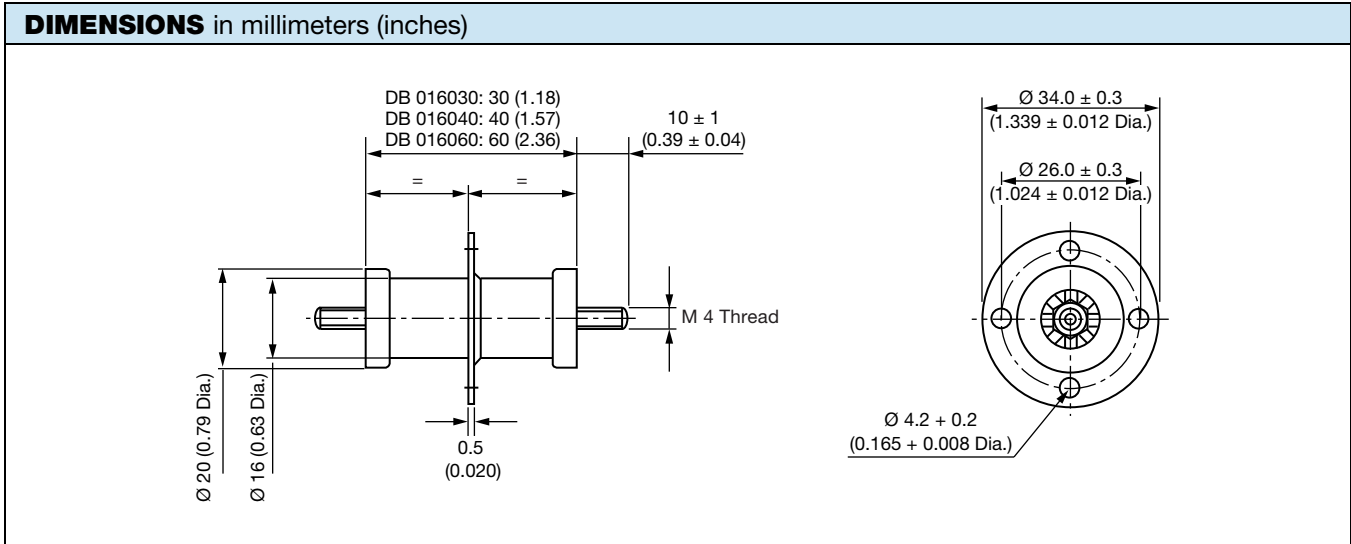 DIMENSIONS in millimeters (inches)
DB 016030: 30 (1.18)
DB 016040: 40 (1.57)
DB 016060: 60 (2.36)
10 ± 1
(0.39 ± 0.04)
= =
M 4 Thread
Ø 20 (0.79 Dia.)
Ø 16 (0.63 Dia.)
0.5
(0.020)
Ø 34.0 ± 0.3
(1.339 ± 0.012 Dia.)
Ø 26.0 ± 0.3
(1.024 ± 0.012 Dia.)
Ø 4.2 + 0.2
(0.165 + 0.008 Dia.)